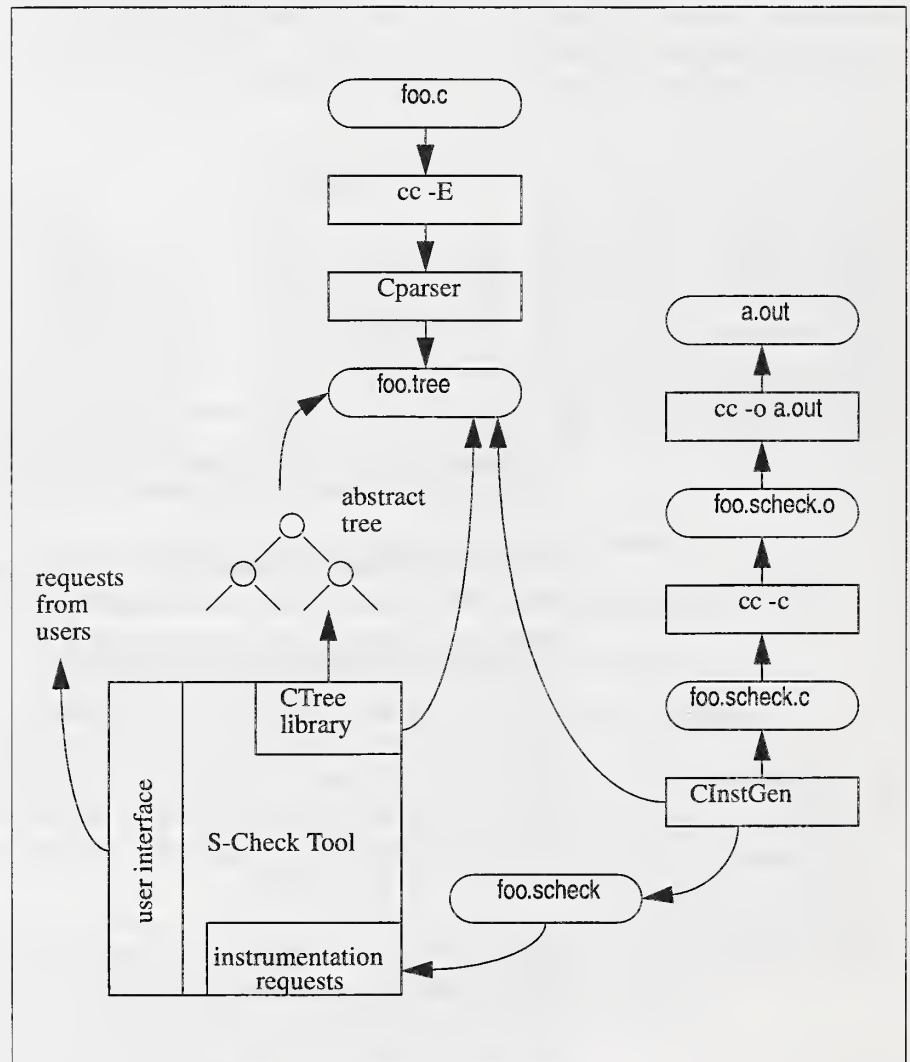 foo.c
cc -E
Cparser
foo.tree
abstract
tree
requests
from
users
CTree
library
user interface
S-Check Tool
instrumentation
requests
foo.scheck
a.out
cc -o a.out
foo.scheck.o
cc -c
foo.scheck.c
CInstGen